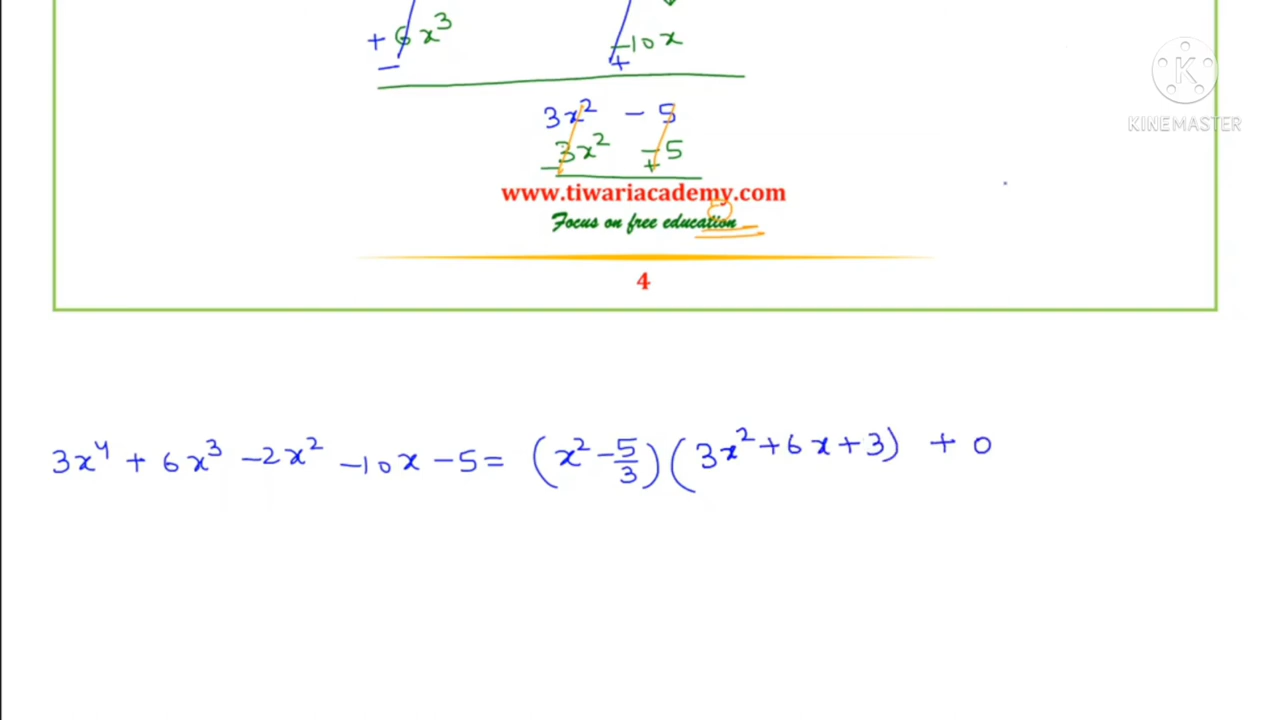 + 6x³ -10x
- +
3x² - 5
3x² -5
- +
www.tiwariacademy.com
Focus on free education
0
4
3x⁴ + 6x³ -2x² -10x -5 = (x² - 5/3) (3x² + 6x + 3) + 0
K
KINEMASTER